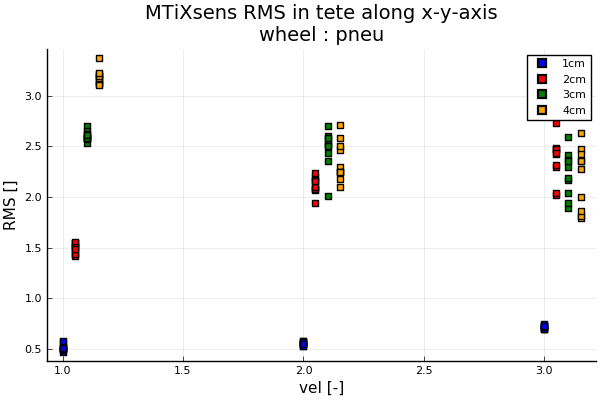 MTiXsens RMS in tete along x-y-axis
wheel : pneu
1cm
2cm
3cm
4cm
RMS []
3.0
2.5
2.0
1.5
1.0
0.5
1.0
1.5
2.0
2.5
3.0
vel [-]